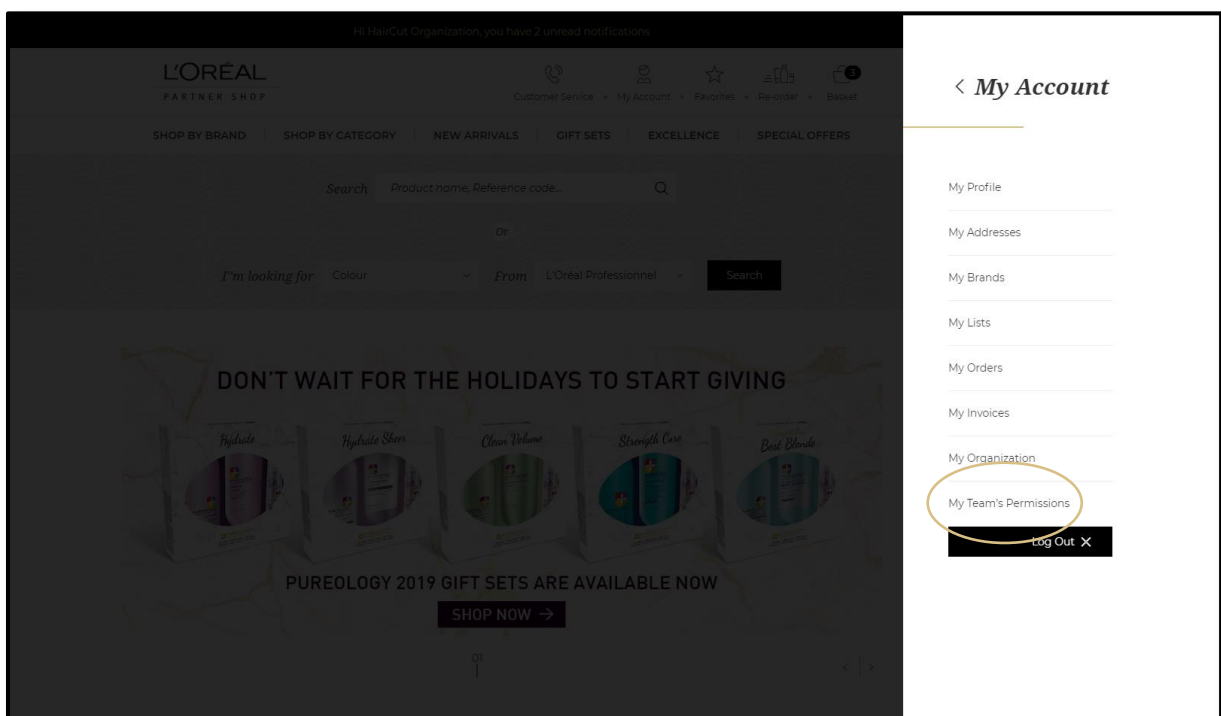 Hi HairCut Organization, you have 2 unread notifications
L'ORÉAL
PARTNER SHOP
3
Customer Service
My Account
Favorites
Re-order
Basket
SHOP BY BRAND
SHOP BY CATEGORY
NEW ARRIVALS
GIFT SETS
EXCELLENCE
SPECIAL OFFERS
Search
Product name, Reference code...
Or
I'm looking for
Colour
From
L'Oréal Professionnel
Search
DON'T WAIT FOR THE HOLIDAYS TO START GIVING
Hydrate
Hydrate Sheer
Clean Volume
Strength Cure
Best Blonde
PUREOLOGY 2019 GIFT SETS ARE AVAILABLE NOW
SHOP NOW →
01
< >
< My Account
My Profile
My Addresses
My Brands
My Lists
My Orders
My Invoices
My Organization
My Team's Permissions
Log Out X